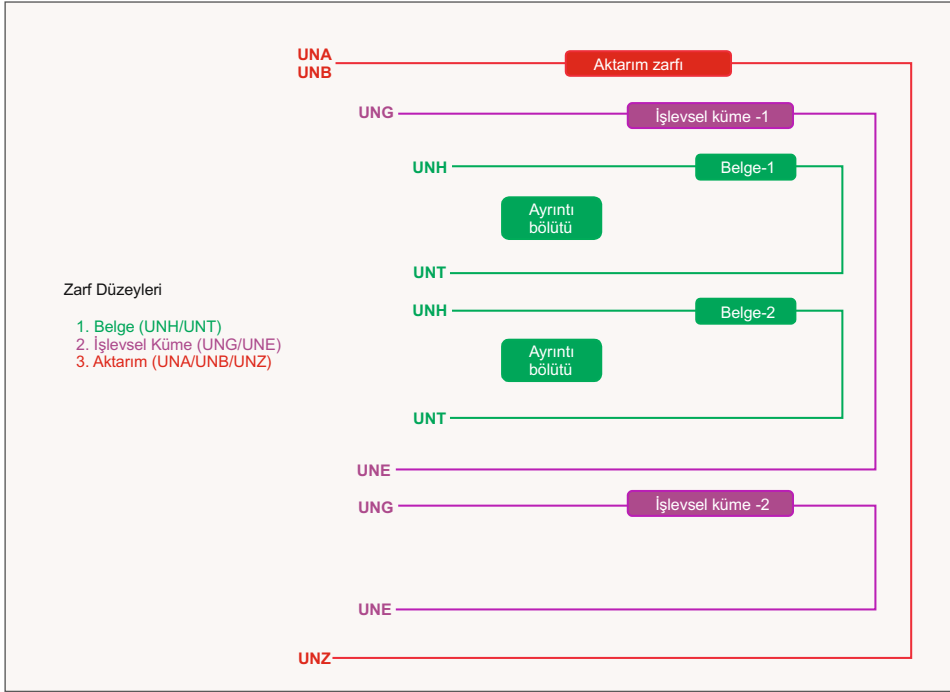 UNA
UNB
Aktarım zarfı
UNG
İşlevsel küme -1
UNH
Belge-1
Ayrıntı
bölütü
UNT
Zarf Düzeyleri
1. Belge (UNH/UNT)
2. İşlevsel Küme (UNG/UNE)
3. Aktarım (UNA/UNB/UNZ)
UNH
Belge-2
Ayrıntı
bölütü
UNT
UNE
UNG
İşlevsel küme -2
UNE
UNZ